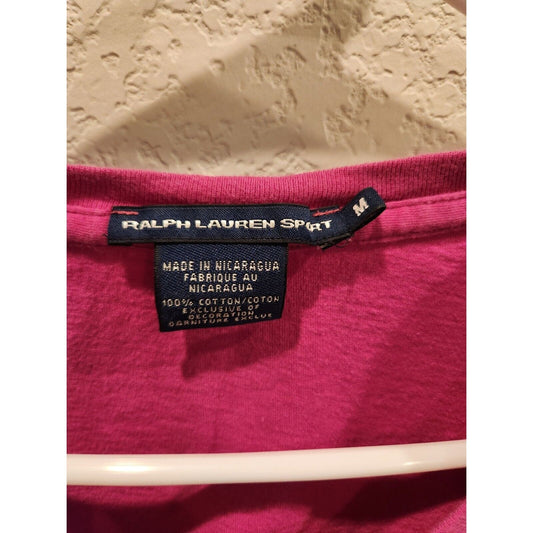 RALPH LAUREN SPORT
M
MADE IN NICARAGUA
FABRIQUE AU
NICARAGUA
100% COTTON/COTON
EXCLUSIVE OF
DECORATION
GARNITURE EXCLUE